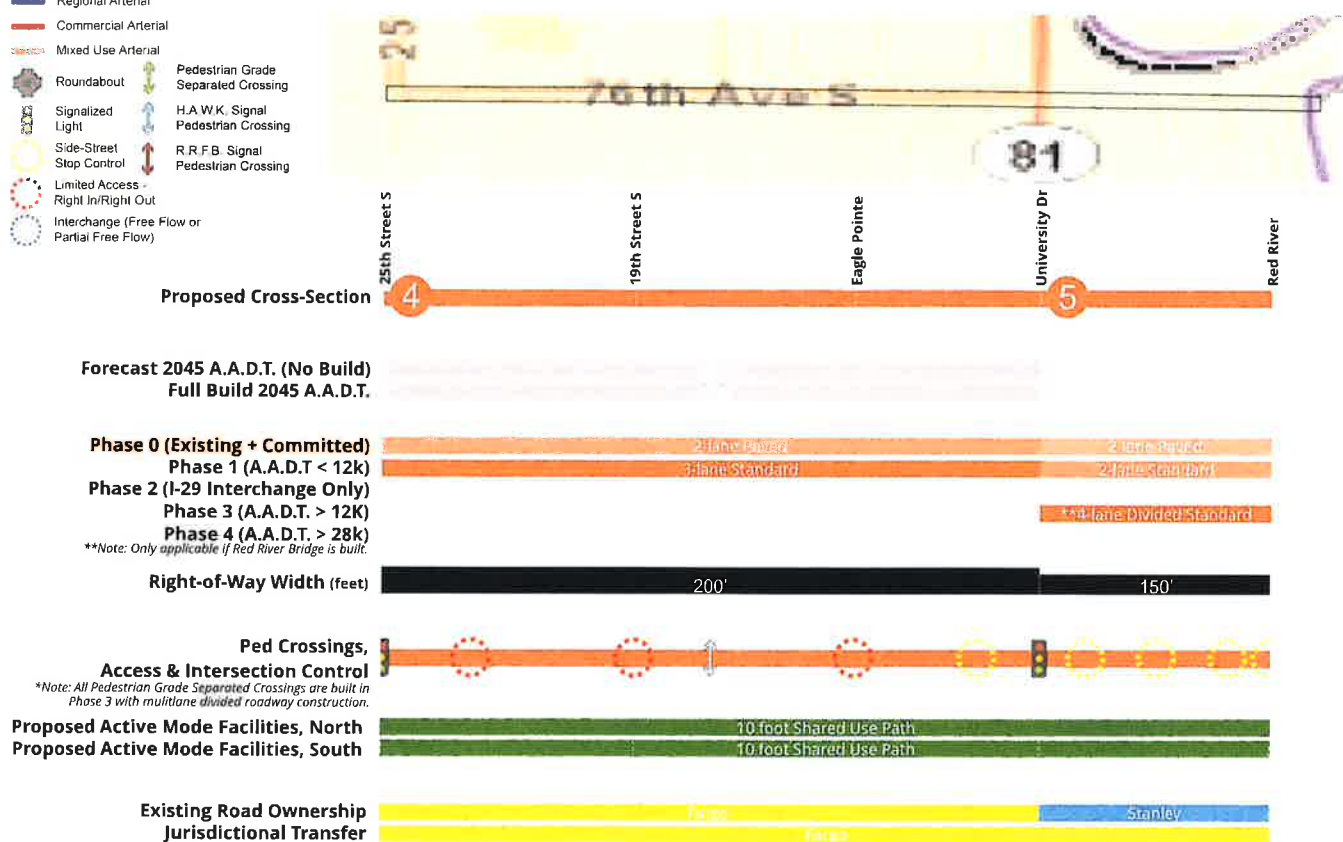 Regional Arterial
Commercial Arterial
Mixed Use Arterial
Roundabout
Pedestrian Grade
Separated Crossing
Signalized
Light
H.A.W.K. Signal
Pedestrian Crossing
Side-Street
Stop Control
R.R.F.B. Signal
Pedestrian Crossing
Limited Access -
Right In/Right Out
Interchange (Free Flow or
Partial Free Flow)
25
76th Ave S
81
25th Street S
19th Street S
Eagle Pointe
University Dr
Red River
Proposed Cross-Section
4
5
Forecast 2045 A.A.D.T. (No Build)
Full Build 2045 A.A.D.T.
Phase 0 (Existing + Committed)
2-lane Paved
2-lane Paved
Phase 1 (A.A.D.T < 12k)
3-lane Standard
2-lane Standard
Phase 2 (I-29 Interchange Only)
Phase 3 (A.A.D.T. > 12K)
**4-lane Divided Standard
Phase 4 (A.A.D.T. > 28k)
**Note: Only applicable if Red River Bridge is built.
Right-of-Way Width (feet)
200'
150'
Ped Crossings,
Access & Intersection Control
*Note: All Pedestrian Grade Separated Crossings are built in
Phase 3 with mulitlane divided roadway construction.
Proposed Active Mode Facilities, North
10 foot Shared Use Path
Proposed Active Mode Facilities, South
10 foot Shared Use Path
Existing Road Ownership
Fargo
Stanley
Jurisdictional Transfer
Fargo